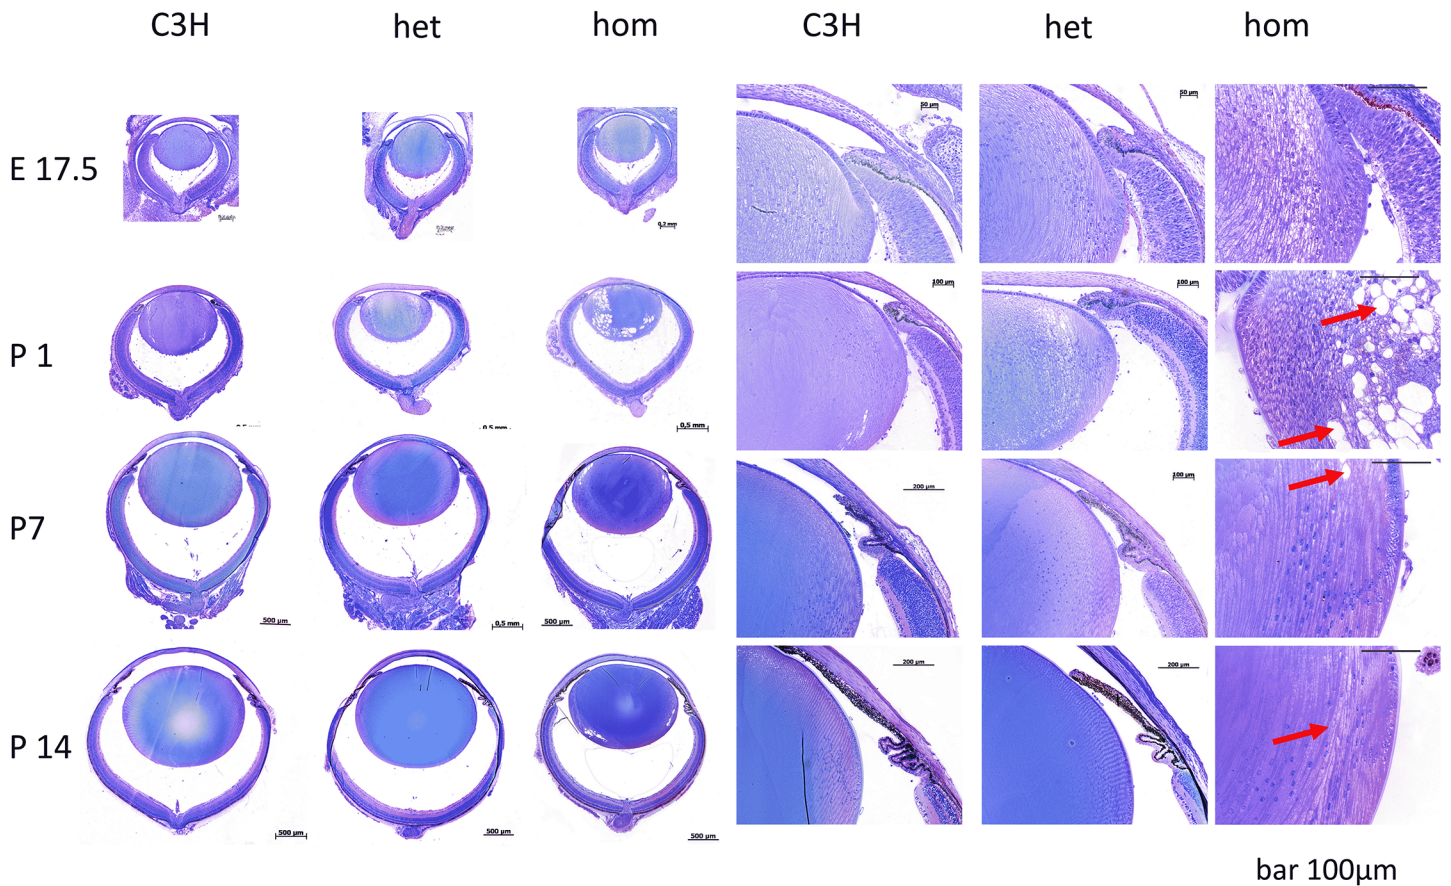 C3H het hom C3H het hom
50 µm 50 µm
E 17.5
0,2 mm
100 µm 100 µm
P 1
0,5 mm 0,5 mm
200 µm 100 µm
P7
500 µm 0,5 mm 500 µm
200 µm 200 µm
P 14
500 µm 500 µm 500 µm
bar 100µm